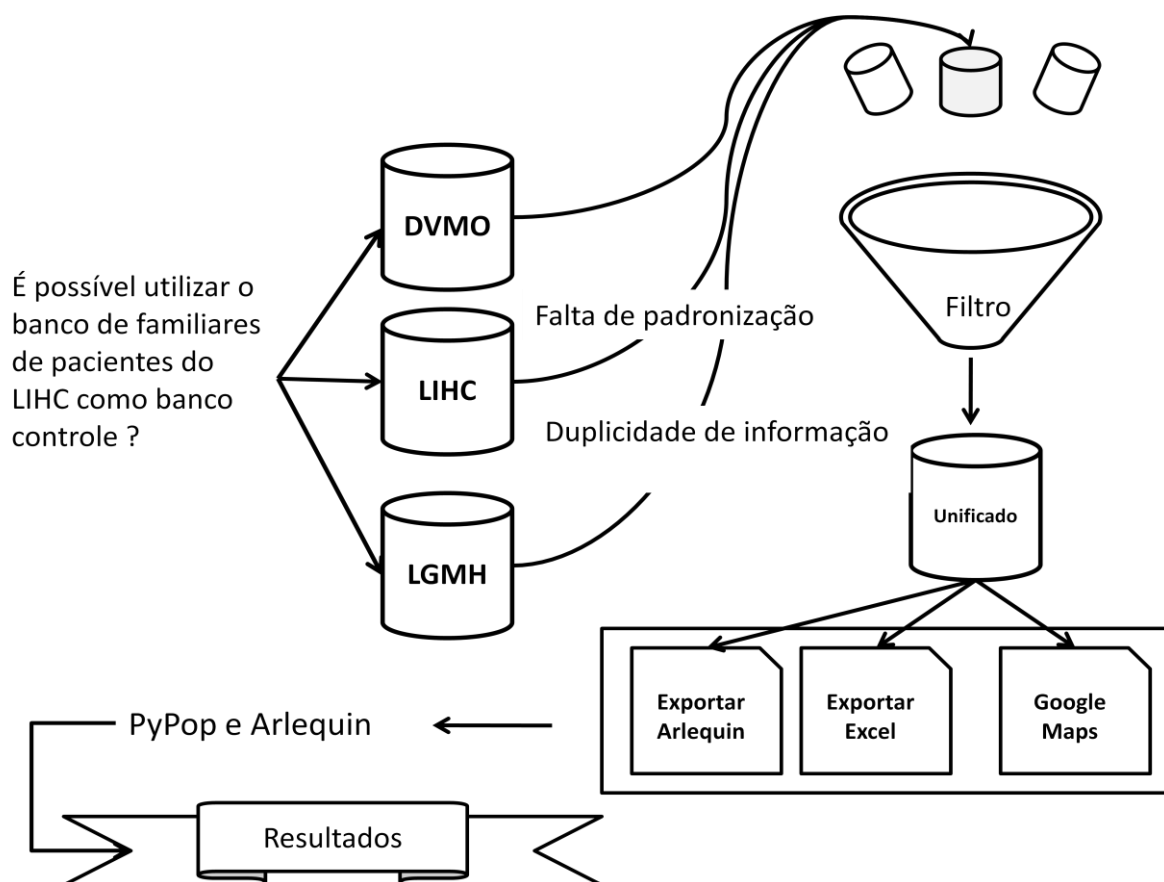 É possível utilizar o
banco de familiares
de pacientes do
LIHC como banco
controle ?
DVMO
LIHC
LGMH
Falta de padronização
Duplicidade de informação
Filtro
Unificado
Exportar
Arlequin
Exportar
Excel
Google
Maps
PyPop e Arlequin
Resultados